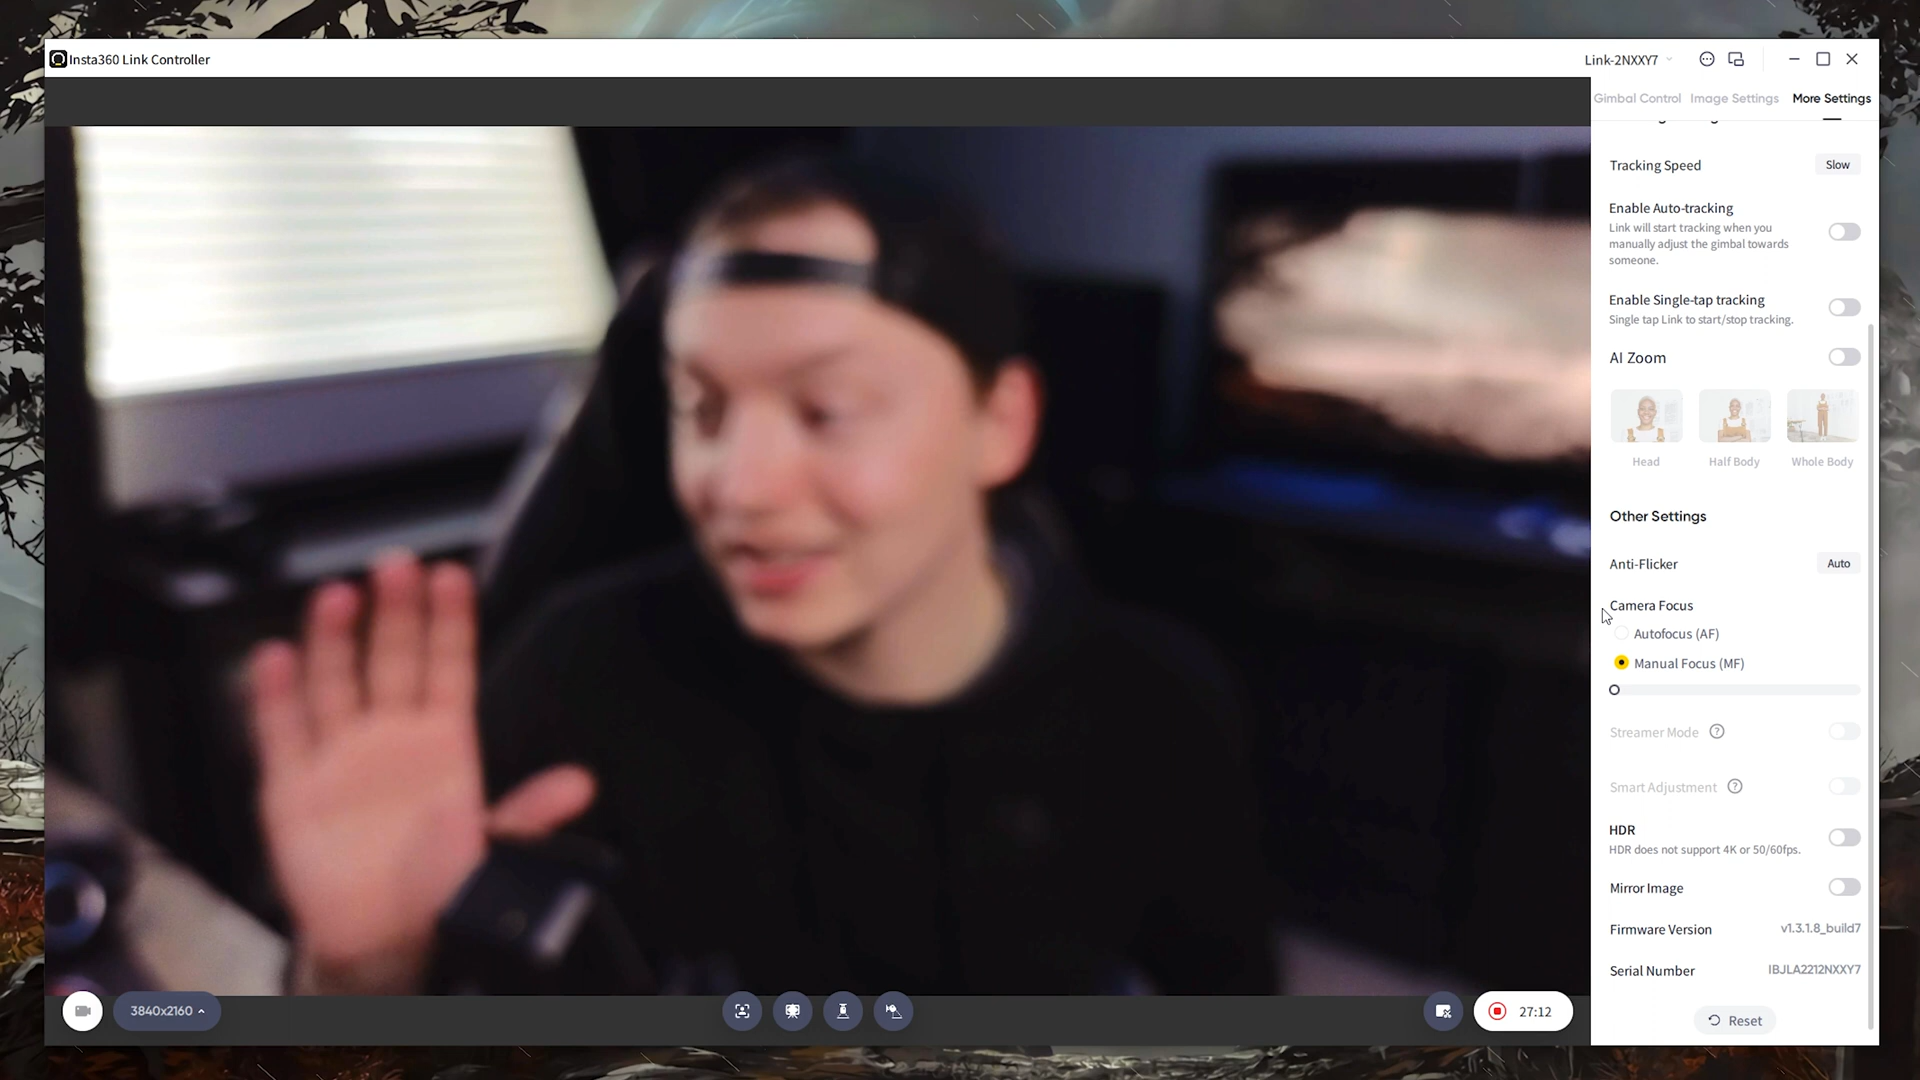 Insta360 Link Controller
Link-2NXXY7
Gimbal Control Image Settings More Settings
Tracking Speed Slow
Enable Auto-tracking
Link will start tracking when you
manually adjust the gimbal towards
someone.
Enable Single-tap tracking
Single tap Link to start/stop tracking.
AI Zoom
Head Half Body Whole Body
Other Settings
Anti-Flicker Auto
Camera Focus
Autofocus (AF)
Manual Focus (MF)
Streamer Mode ?
Smart Adjustment ?
HDR
HDR does not support 4K or 50/60fps.
Mirror Image
Firmware Version v1.3.1.8_build7
Serial Number IBJLA2212NXXY7
3840x2160
27:12
Reset